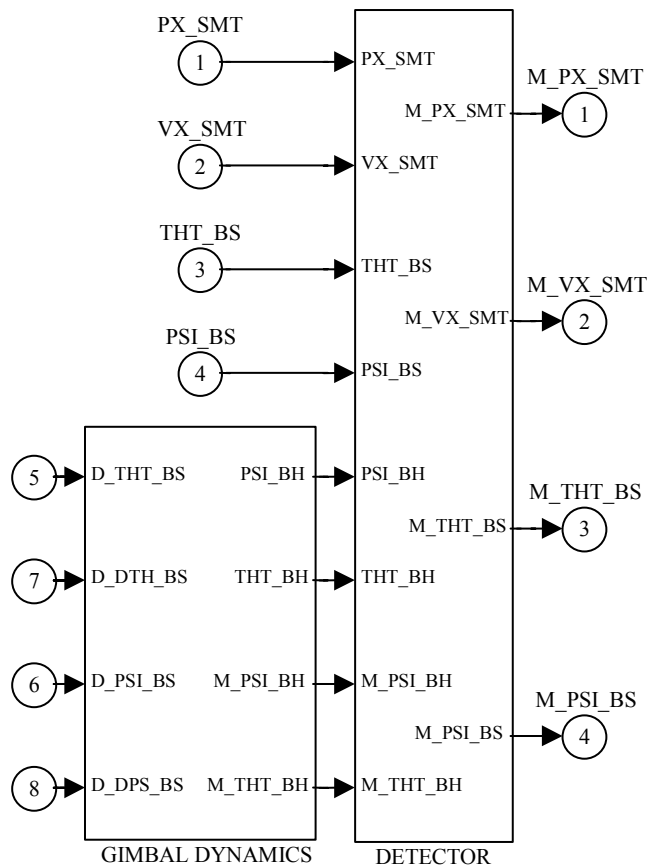 PX_SMT
1
PX_SMT
M_PX_SMT
M_PX_SMT
1
VX_SMT
2
VX_SMT
THT_BS
3
THT_BS
M_VX_SMT
M_VX_SMT
2
PSI_BS
4
PSI_BS
5
D_THT_BS
PSI_BH
PSI_BH
M_THT_BS
M_THT_BS
3
7
D_DTH_BS
THT_BH
THT_BH
6
D_PSI_BS
M_PSI_BH
M_PSI_BH
M_PSI_BS
M_PSI_BS
4
8
D_DPS_BS
M_THT_BH
M_THT_BH
GIMBAL DYNAMICS
DETECTOR